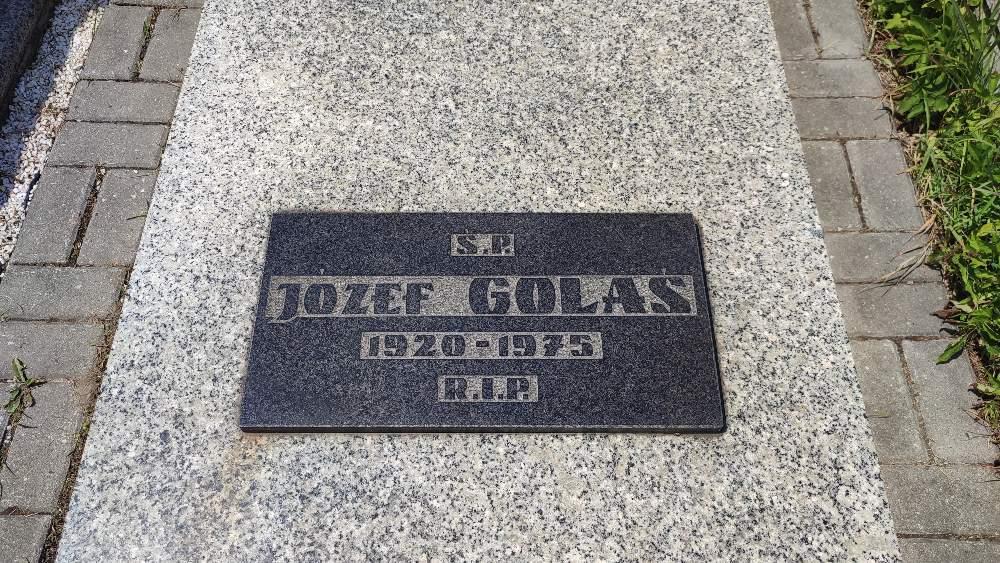 Ś.P.
JÓZEF GOLAŚ
1920-1975
R.I.P.